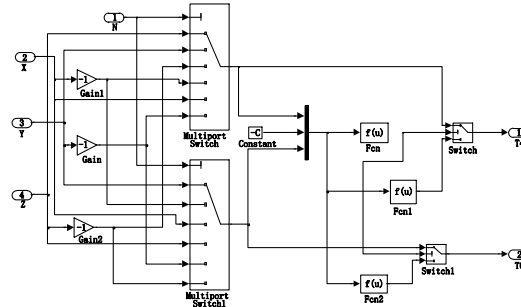 1
N
2
X
-1
Gain1
3
Y
-1
Gain
4
Z
-1
Gain2
Multiport
Switch
Multiport
Switch1
-C
Constant
f(u)
Fcn
f(u)
Fcn1
f(u)
Fcn2
Switch
Switch1
1
2